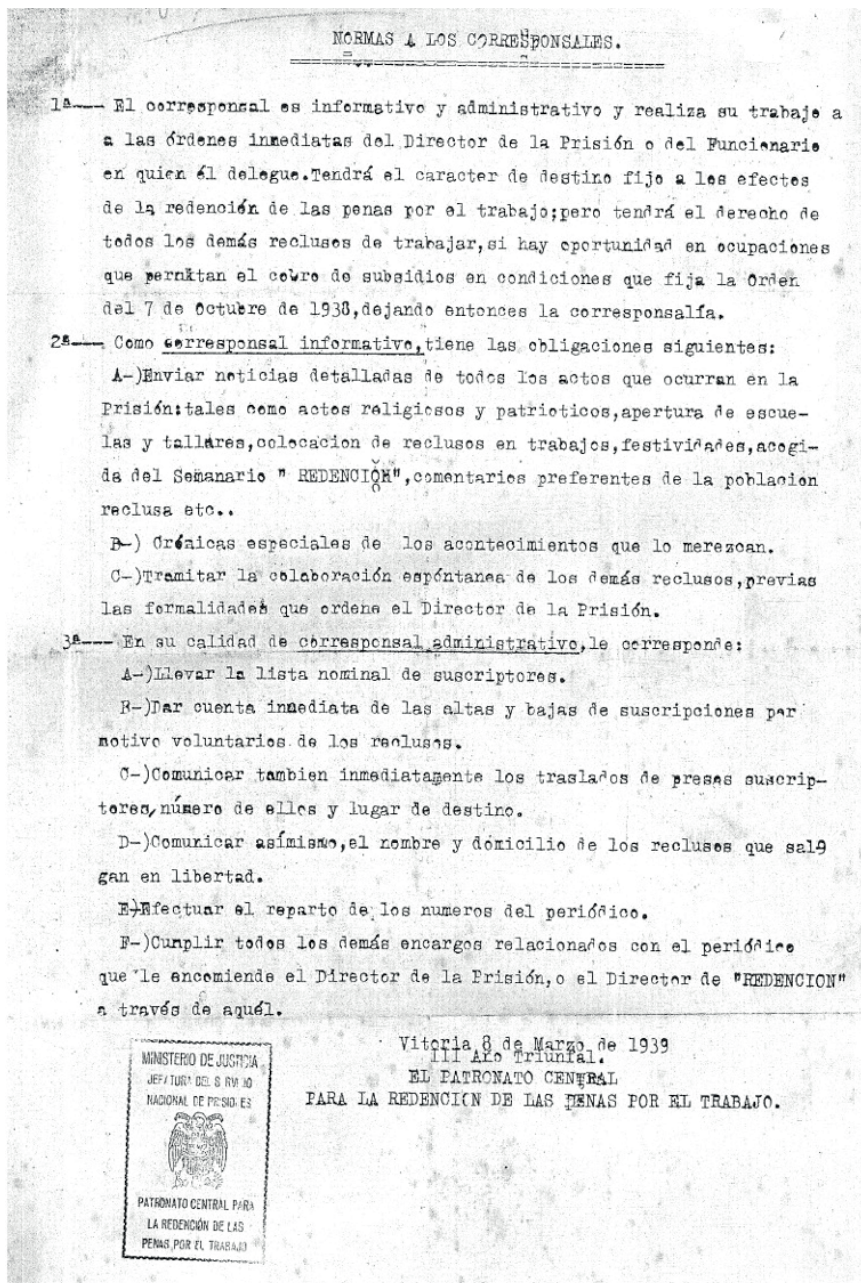 NORMAS A LOS CORRESPONSALES.
1ª--- El corresponsal es informativo y administrativo y realiza su trabajo a
a las órdenes inmediatas del Director de la Prisión o del Funcionario
en quien él delegue.Tendrá el caracter de destino fijo a los efectos
de la redención de las penas por el trabajo;pero tendrá el derecho de
todos los demás reclusos de trabajar,si hay oportunidad en ocupaciones
que permitan el cobro de subsidios en condiciones que fija la Orden
del 7 de Octubre de 1938,dejando entonces la corresponsalía.
2ª--- Como corresponsal informativo,tiene las obligaciones siguientes:
A-)Enviar noticias detalladas de todos los actos que ocurran en la
Prisión:tales como actos religiosos y patrioticos,apertura de escue-
las y talleres,colocacion de reclusos en trabajos,festividades,acogi-
da del Semanario " REDENCIÓN",comentarios preferentes de la poblacion
reclusa etc..
B-) Crónicas especiales de los acontecimientos que lo merezcan.
C-)Tramitar la colaboración espóntanea de los demás reclusos,previas
las formalidades que ordene el Director de la Prisión.
3ª--- En su calidad de corresponsal administrativo,le corresponde:
A-)Llevar la lista nominal de suscriptores.
B-)Dar cuenta inmediata de las altas y bajas de suscripciones por
motivo voluntarios de los reclusos.
C-)Comunicar tambien inmediatamente los traslados de presos suscrip-
tores,número de ellos y lugar de destino.
D-)Comunicar asímismo,el nombre y domicilio de los reclusos que sal
gan en libertad.
E-)Efectuar el reparto de los numeros del periódico.
F-)Cumplir todos los demás encargos relacionados con el periódico
que le encomiende el Director de la Prisión,o el Director de "REDENCION"
a través de aquél.
Vitoria 8 de Marzo de 1939
III Año Triunfal.
EL PATRONATO CENTRAL
PARA LA REDENCION DE LAS PENAS POR EL TRABAJO.
MINISTERIO DE JUSTICIA
JEFATURA DEL SERVICIO
NACIONAL DE PRISIONES
PATRONATO CENTRAL PARA
LA REDENCIÓN DE LAS
PENAS POR EL TRABAJO